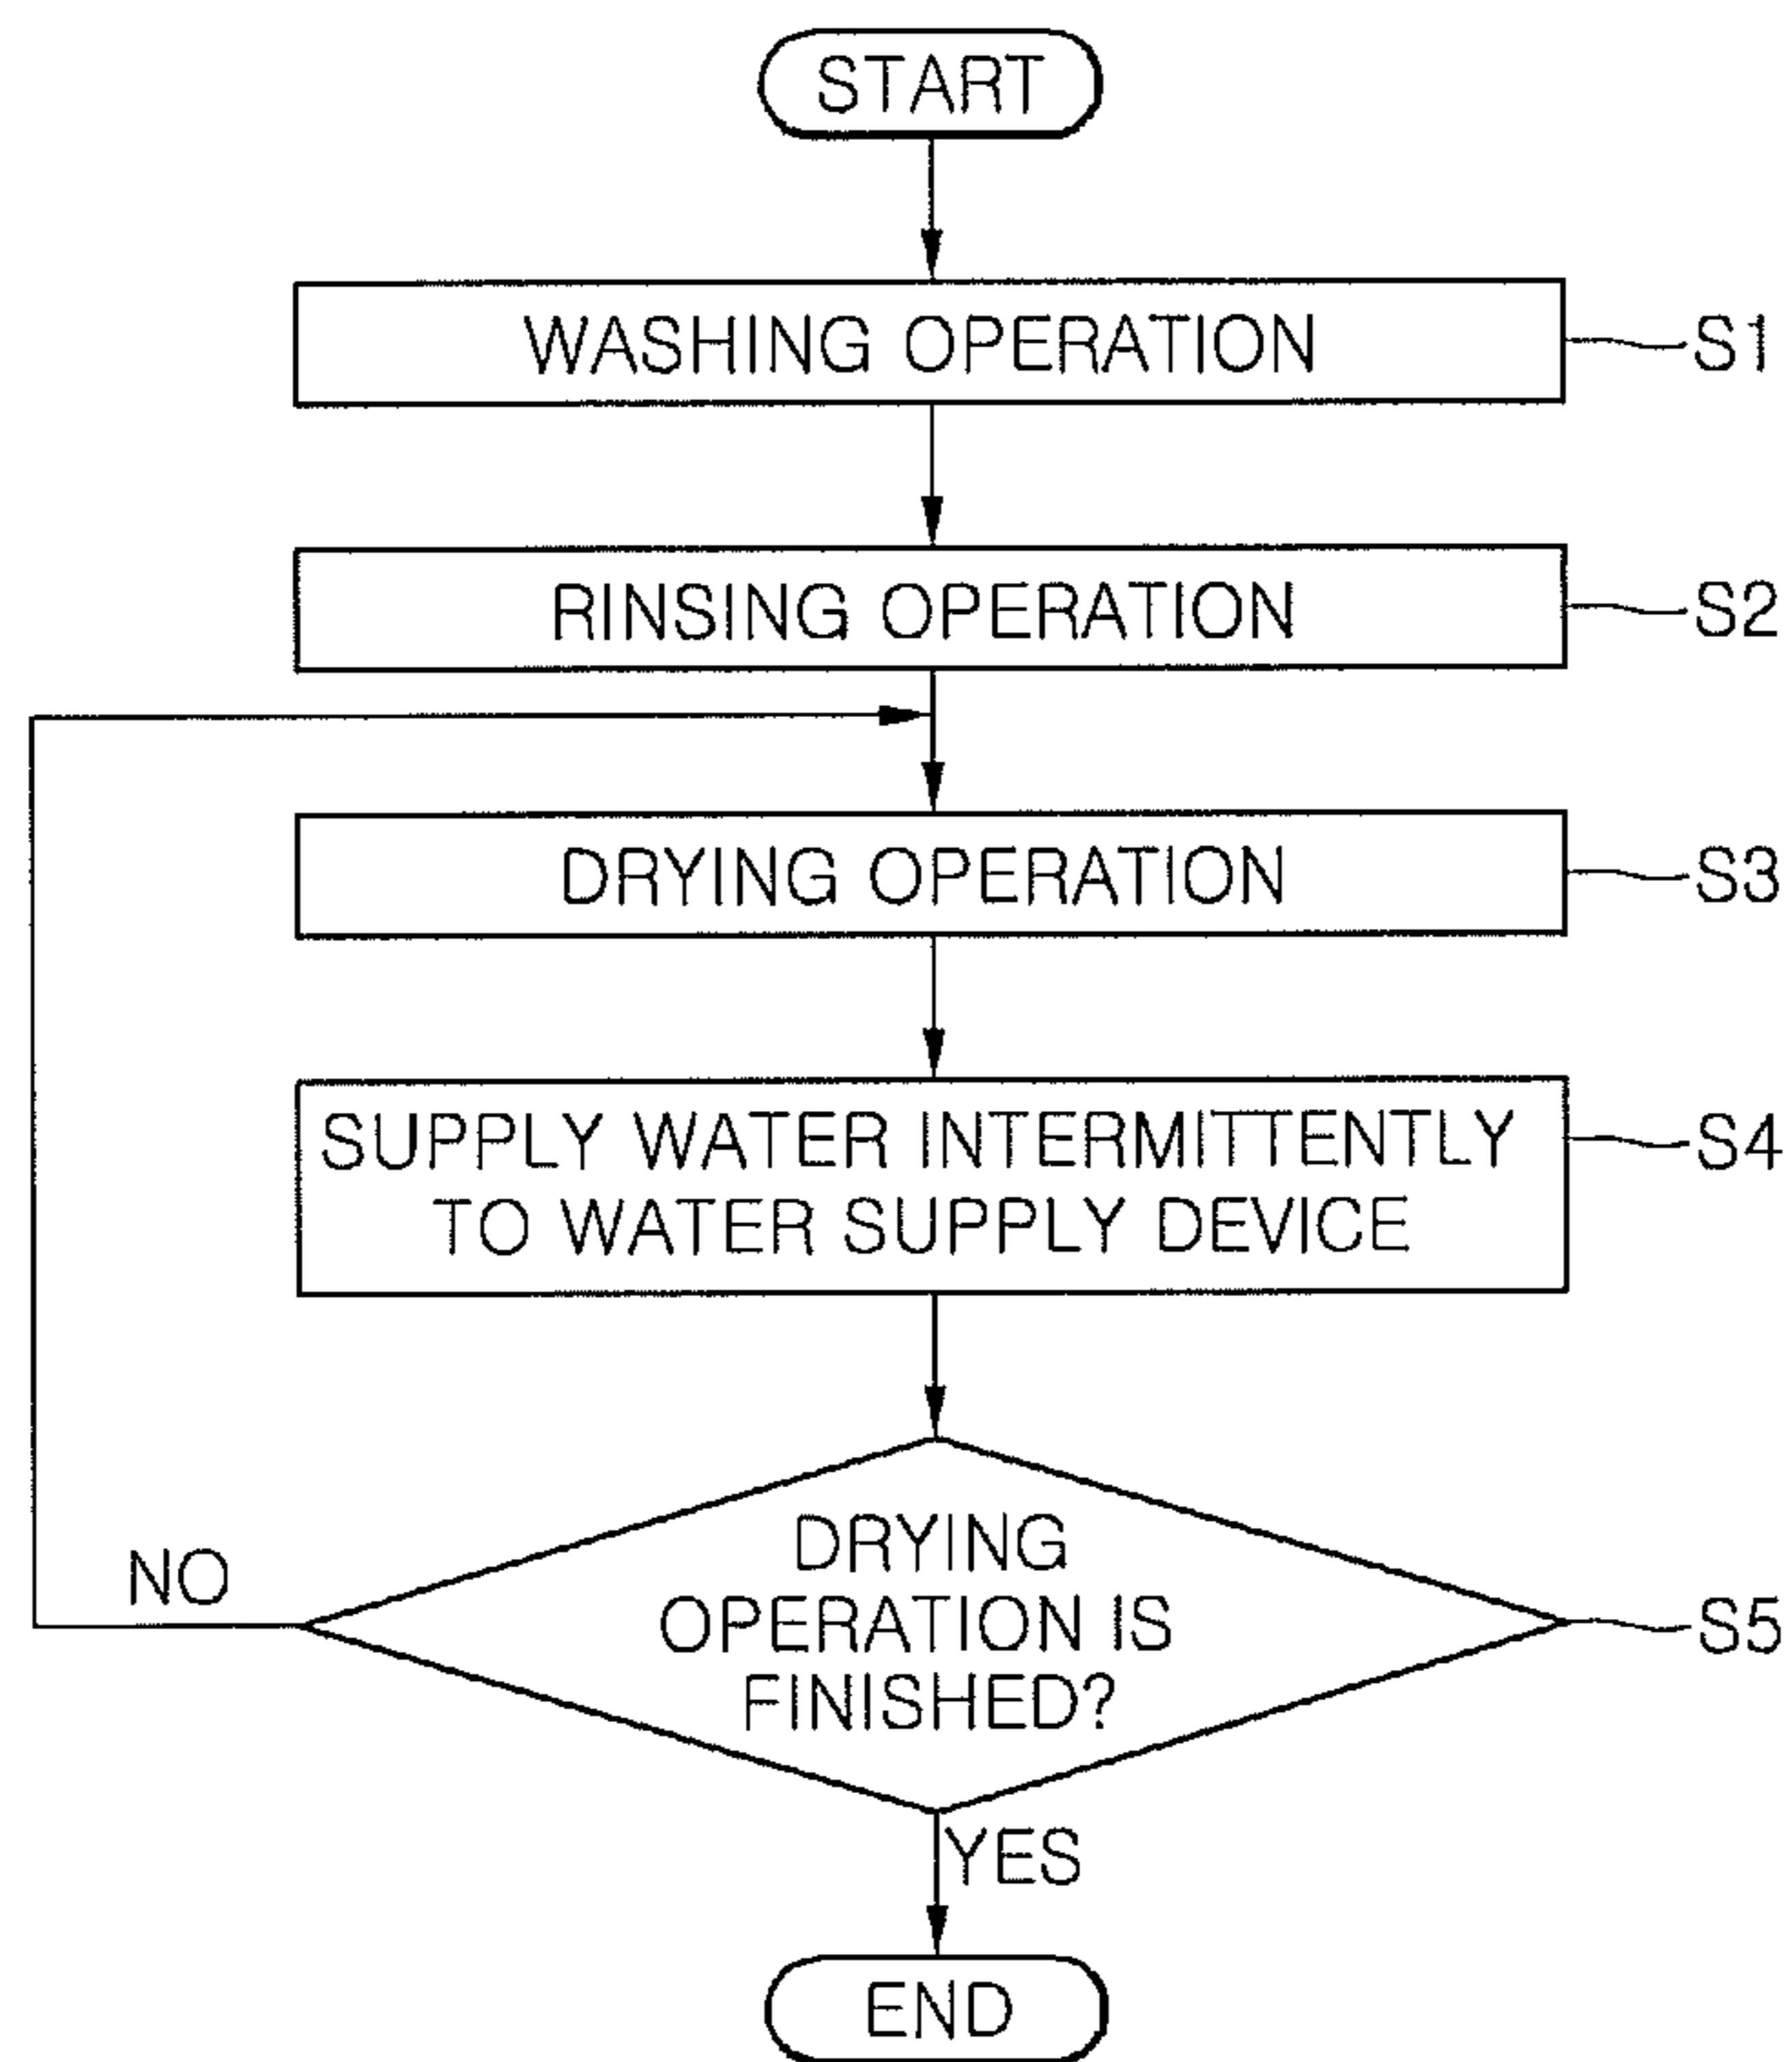 START
WASHING OPERATION
S1
RINSING OPERATION
S2
DRYING OPERATION
S3
SUPPLY WATER INTERMITTENTLY
TO WATER SUPPLY DEVICE
S4
DRYING
OPERATION IS
FINISHED?
S5
NO
YES
END